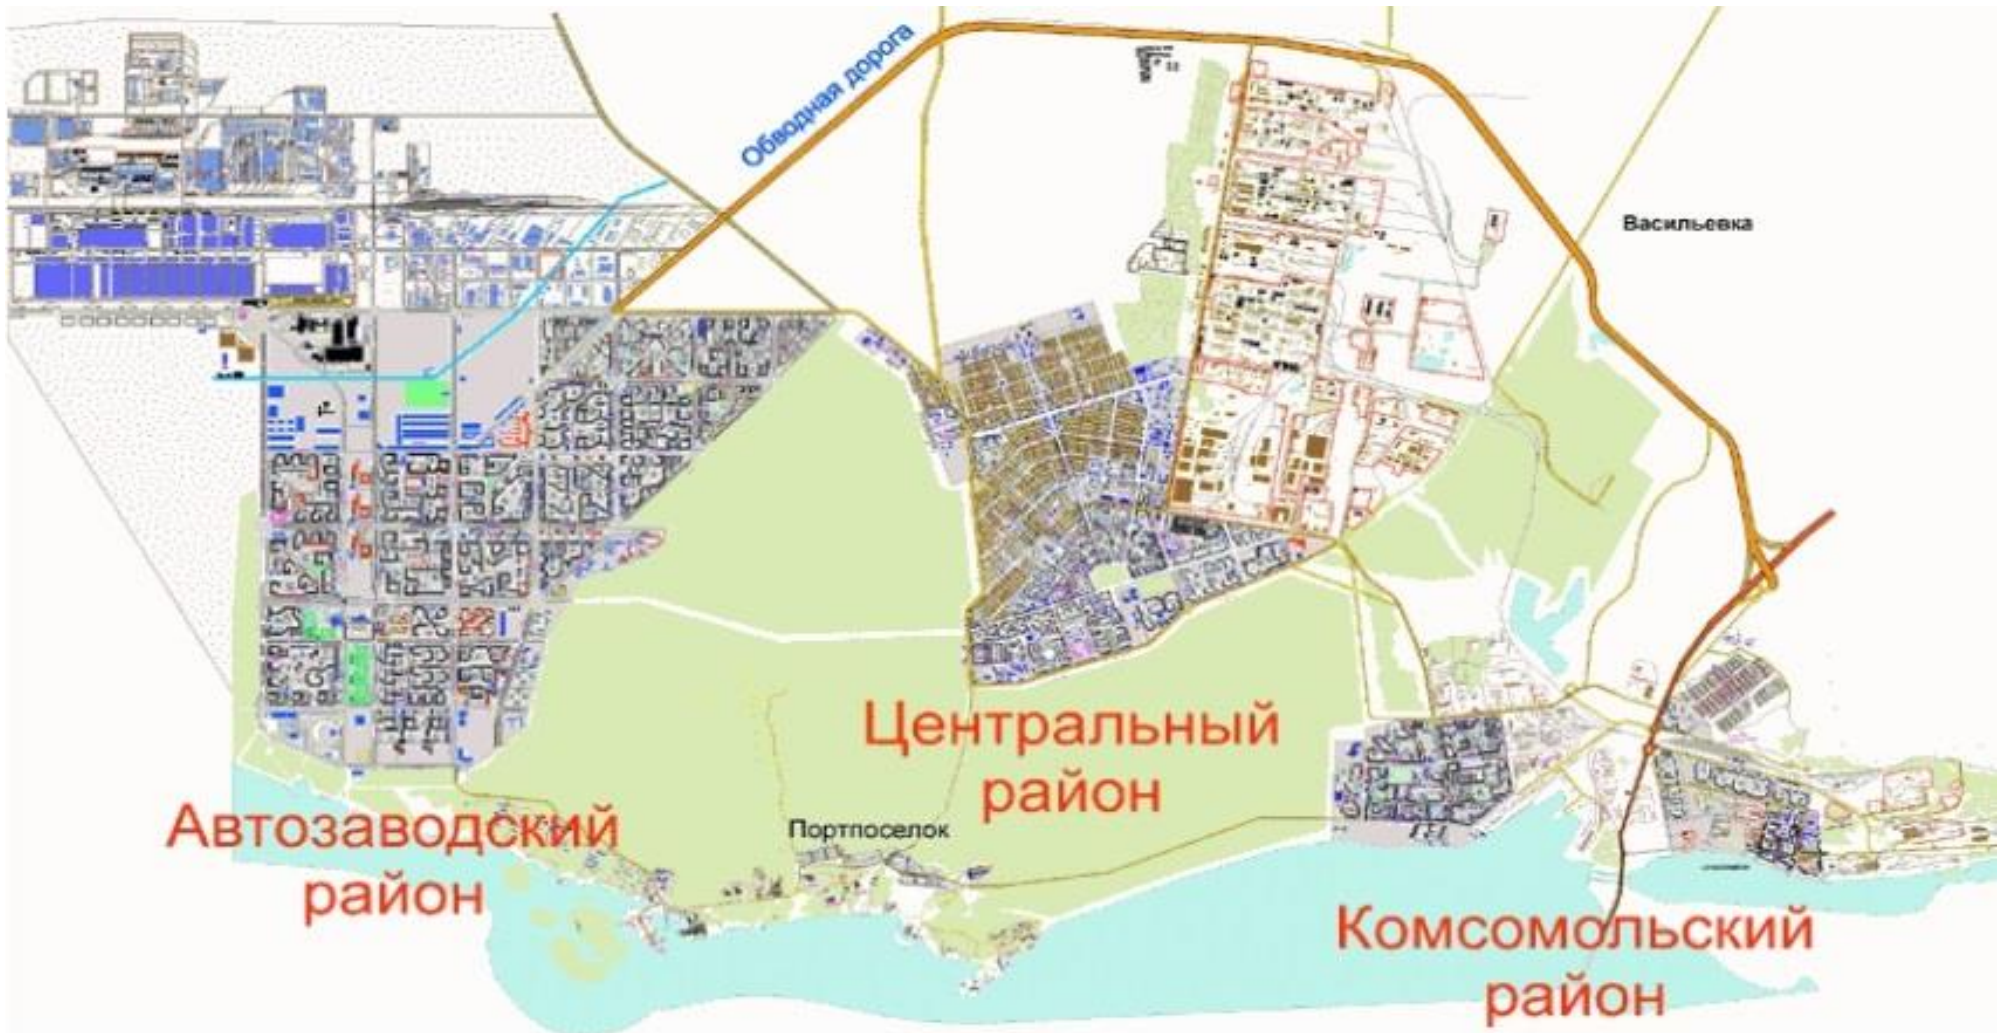 Обводная дорога
Васильевка
Центральный
район
Портпоселок
Автозаводский
район
Комсомольский
район